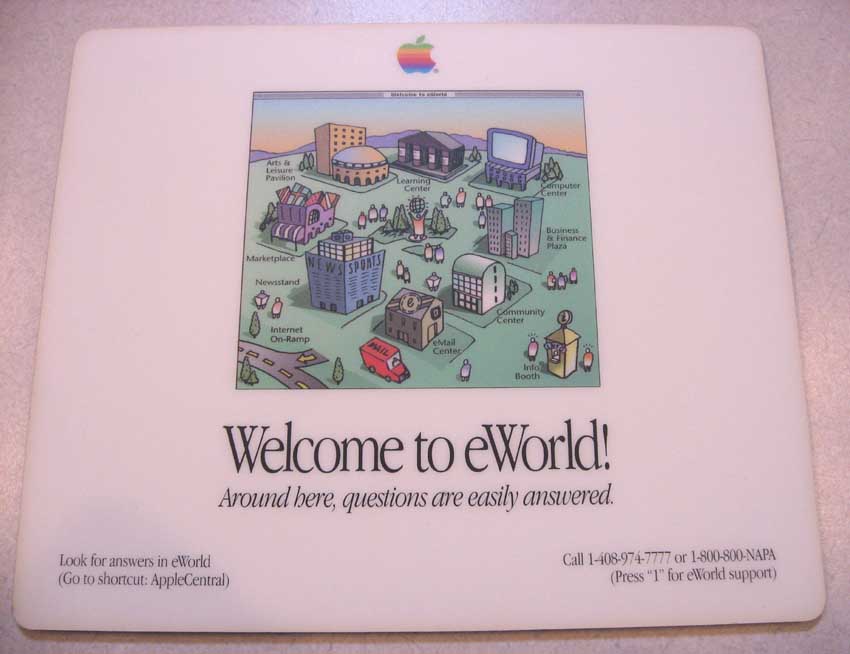 Welcome to eWorld
Arts &
Leisure
Pavilion
Learning
Center
Computer
Center
Marketplace
Business
& Finance
Plaza
NEWS SPORTS
Newsstand
Community
Center
Internet
On-Ramp
eMail
Center
MAIL
e
i
Info
Booth
Welcome to eWorld!
Around here, questions are easily answered.
Look for answers in eWorld
(Go to shortcut: AppleCentral)
Call 1-408-974-7777 or 1-800-800-NAPA
(Press “1” for eWorld support)